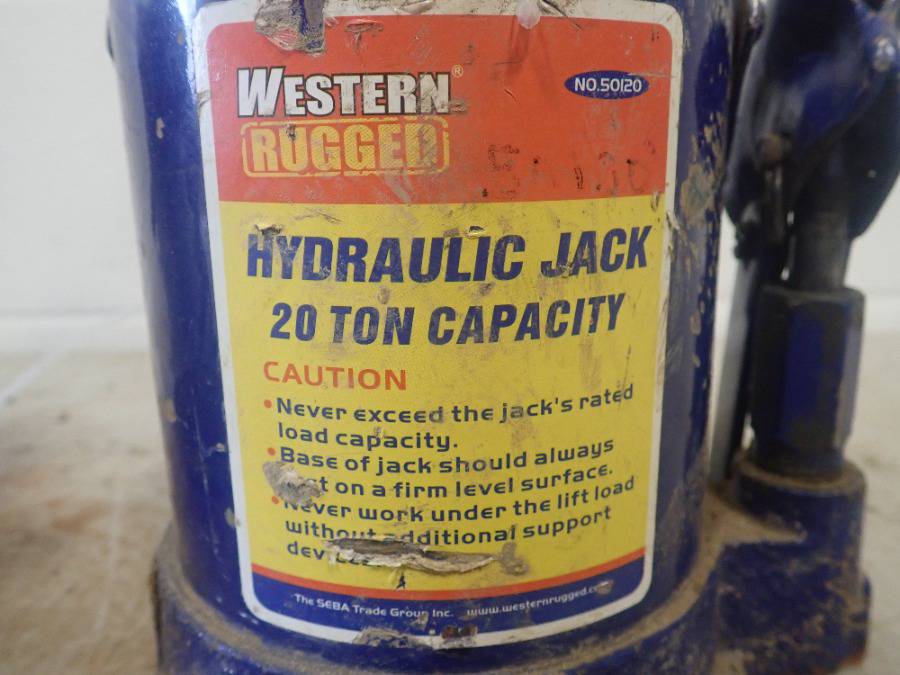 WESTERN®
NO.50120
RUGGED
HYDRAULIC JACK
20 TON CAPACITY
CAUTION
•Never exceed the jack's rated
load capacity.
•Base of jack should always
on a firm level surface.
Never work under the lift load
without additional support
The SEBA Trade Group Inc. www.westernrugged.co